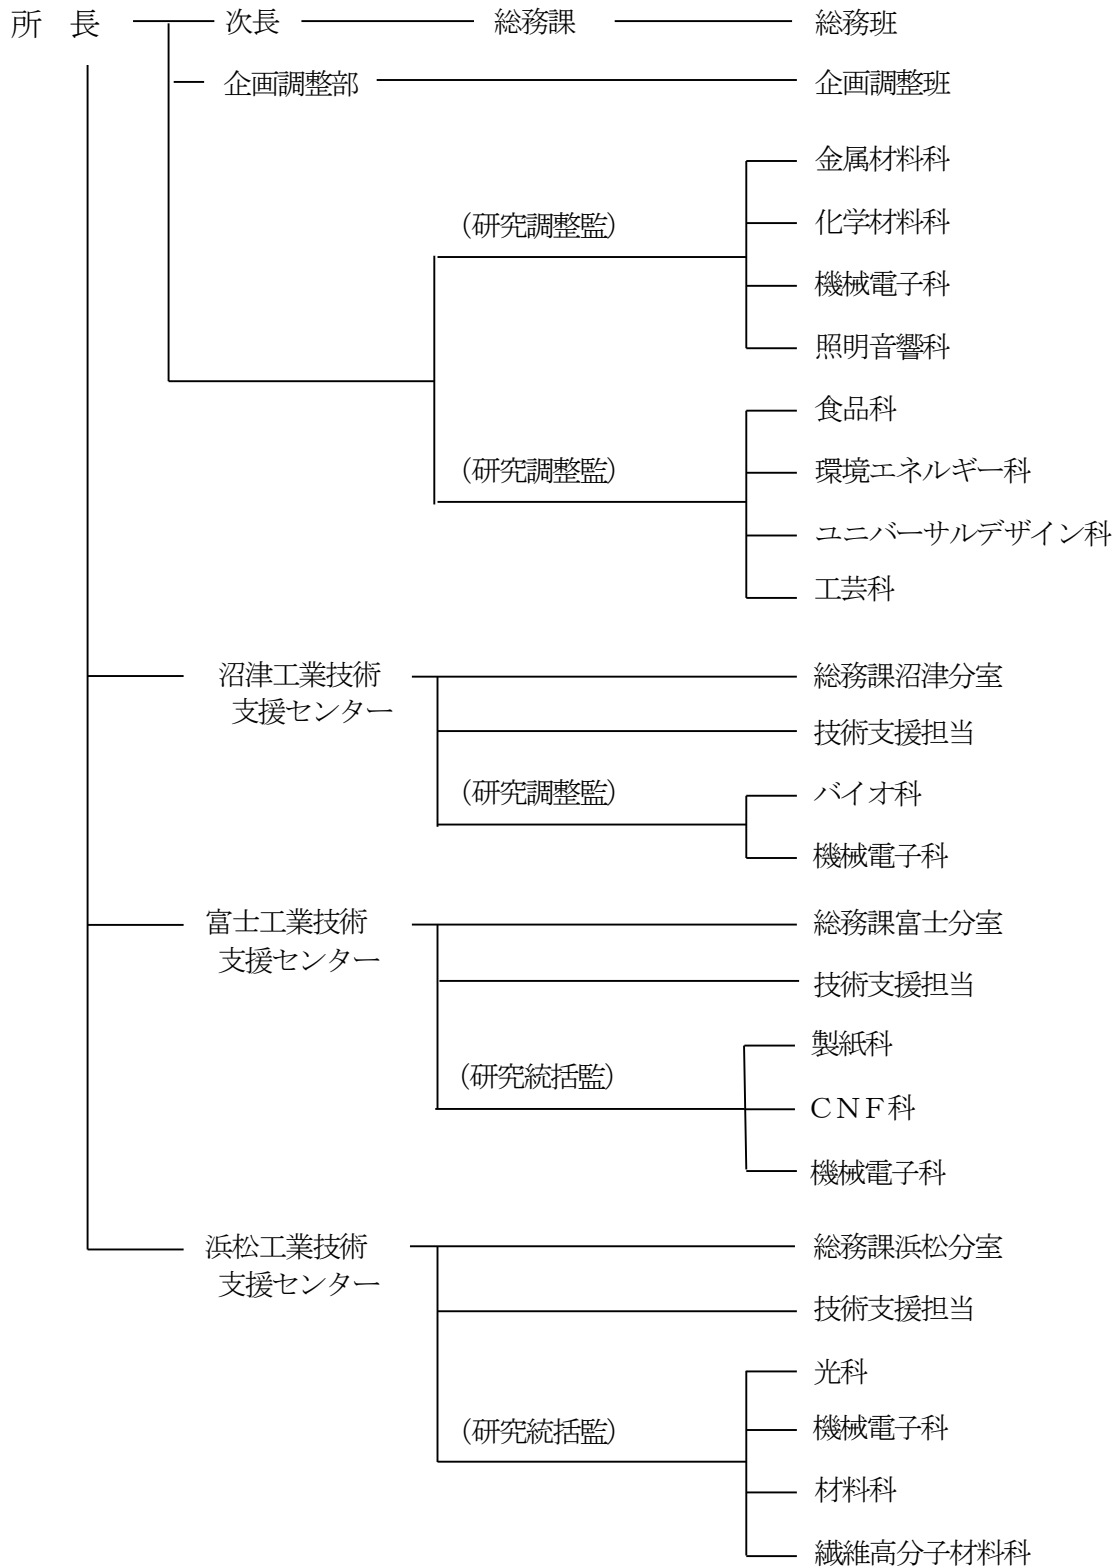 所　長
次長
総務課
総務班
企画調整部
企画調整班
金属材料科
(研究調整監)
化学材料科
機械電子科
照明音響科
食品科
(研究調整監)
環境エネルギー科
ユニバーサルデザイン科
工芸科
沼津工業技術
支援センター
総務課沼津分室
技術支援担当
(研究調整監)
バイオ科
機械電子科
富士工業技術
支援センター
総務課富士分室
技術支援担当
製紙科
(研究統括監)
ＣＮＦ科
機械電子科
浜松工業技術
支援センター
総務課浜松分室
技術支援担当
光科
(研究統括監)
機械電子科
材料科
繊維高分子材料科